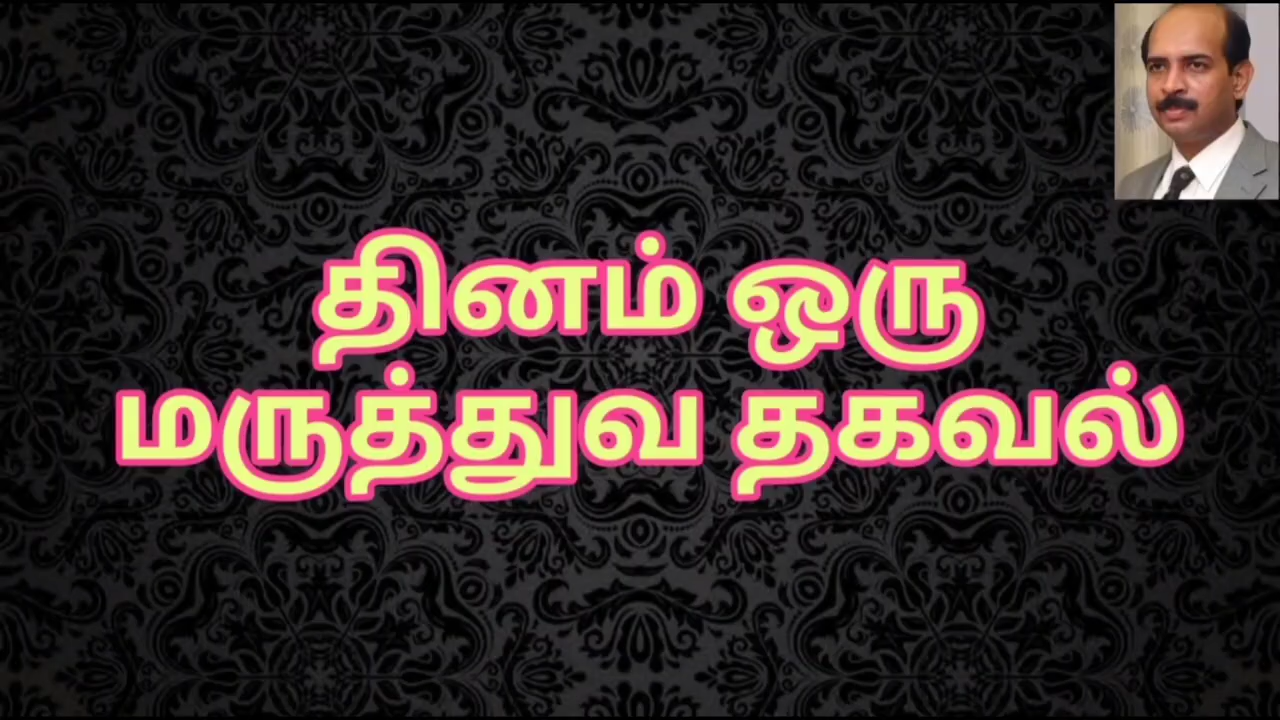 தினம் ஒரு
மருத்துவ தகவல்